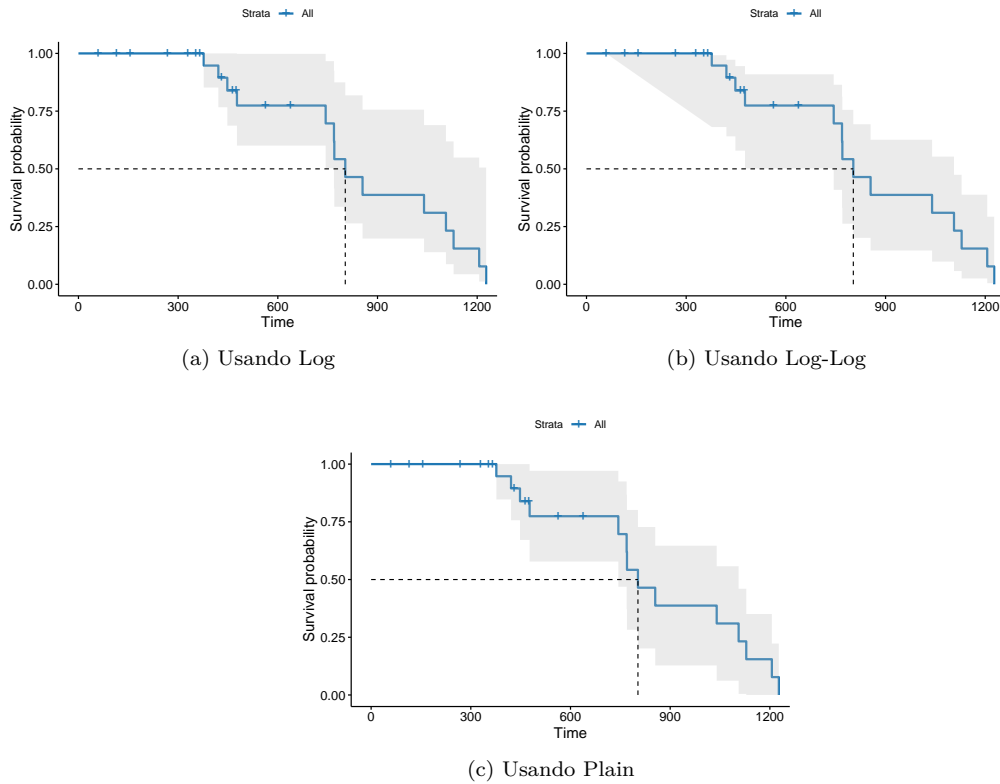 Strata All
1.00
0.75
0.50
0.25
0.00
Survival probability
0 300 600 900 1200
Time
(a) Usando Log
Strata All
1.00
0.75
0.50
0.25
0.00
Survival probability
0 300 600 900 1200
Time
(b) Usando Log-Log
Strata All
1.00
0.75
0.50
0.25
0.00
Survival probability
0 300 600 900 1200
Time
(c) Usando Plain